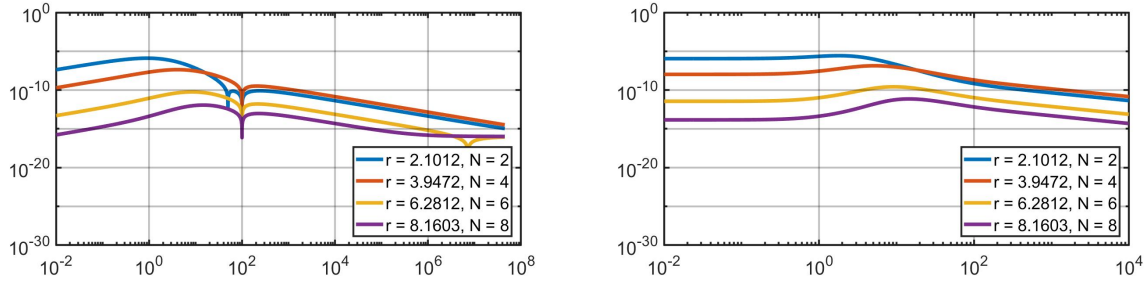 10^0
10^-10
10^-20
10^-30
10^-2 10^0 10^2 10^4 10^6 10^8
r = 2.1012, N = 2
r = 3.9472, N = 4
r = 6.2812, N = 6
r = 8.1603, N = 8
10^0
10^-10
10^-20
10^-30
10^-2 10^0 10^2 10^4
r = 2.1012, N = 2
r = 3.9472, N = 4
r = 6.2812, N = 6
r = 8.1603, N = 8